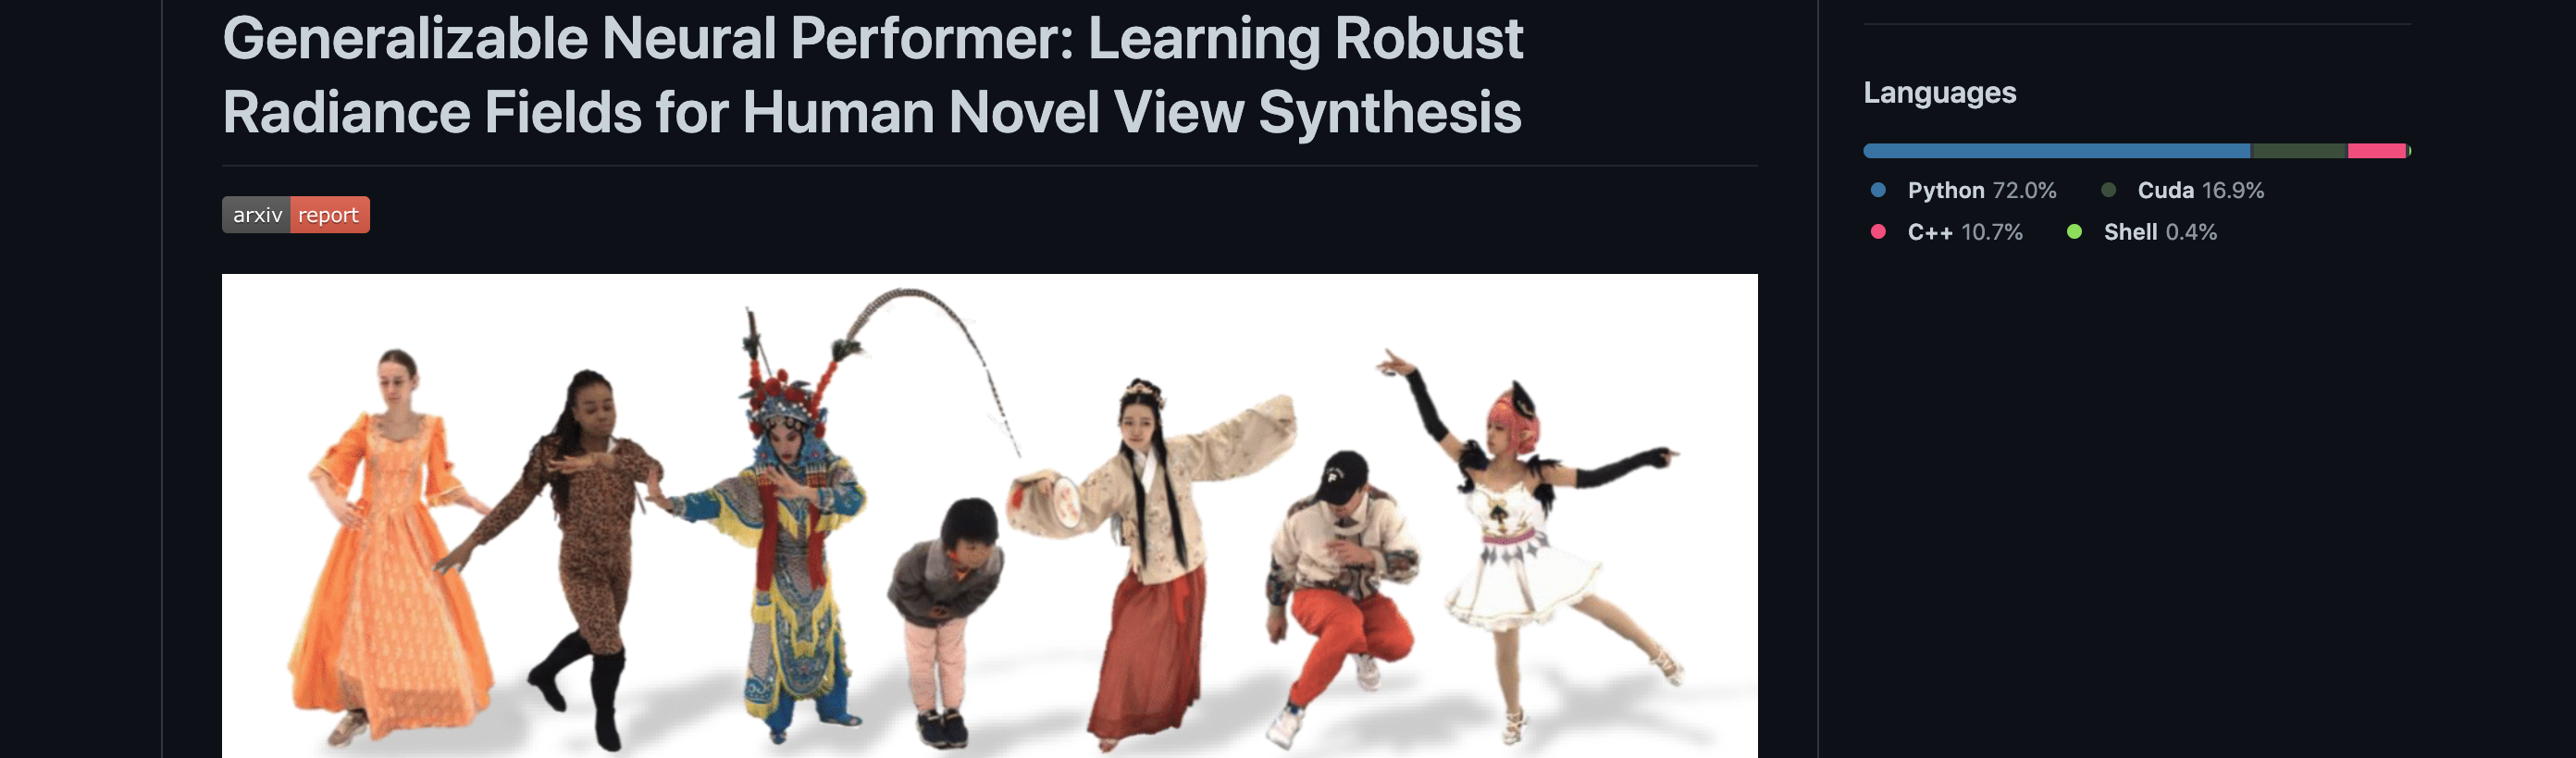 Generalizable Neural Performer: Learning Robust
Radiance Fields for Human Novel View Synthesis
arxiv report
Languages
Python 72.0% Cuda 16.9%
C++ 10.7% Shell 0.4%